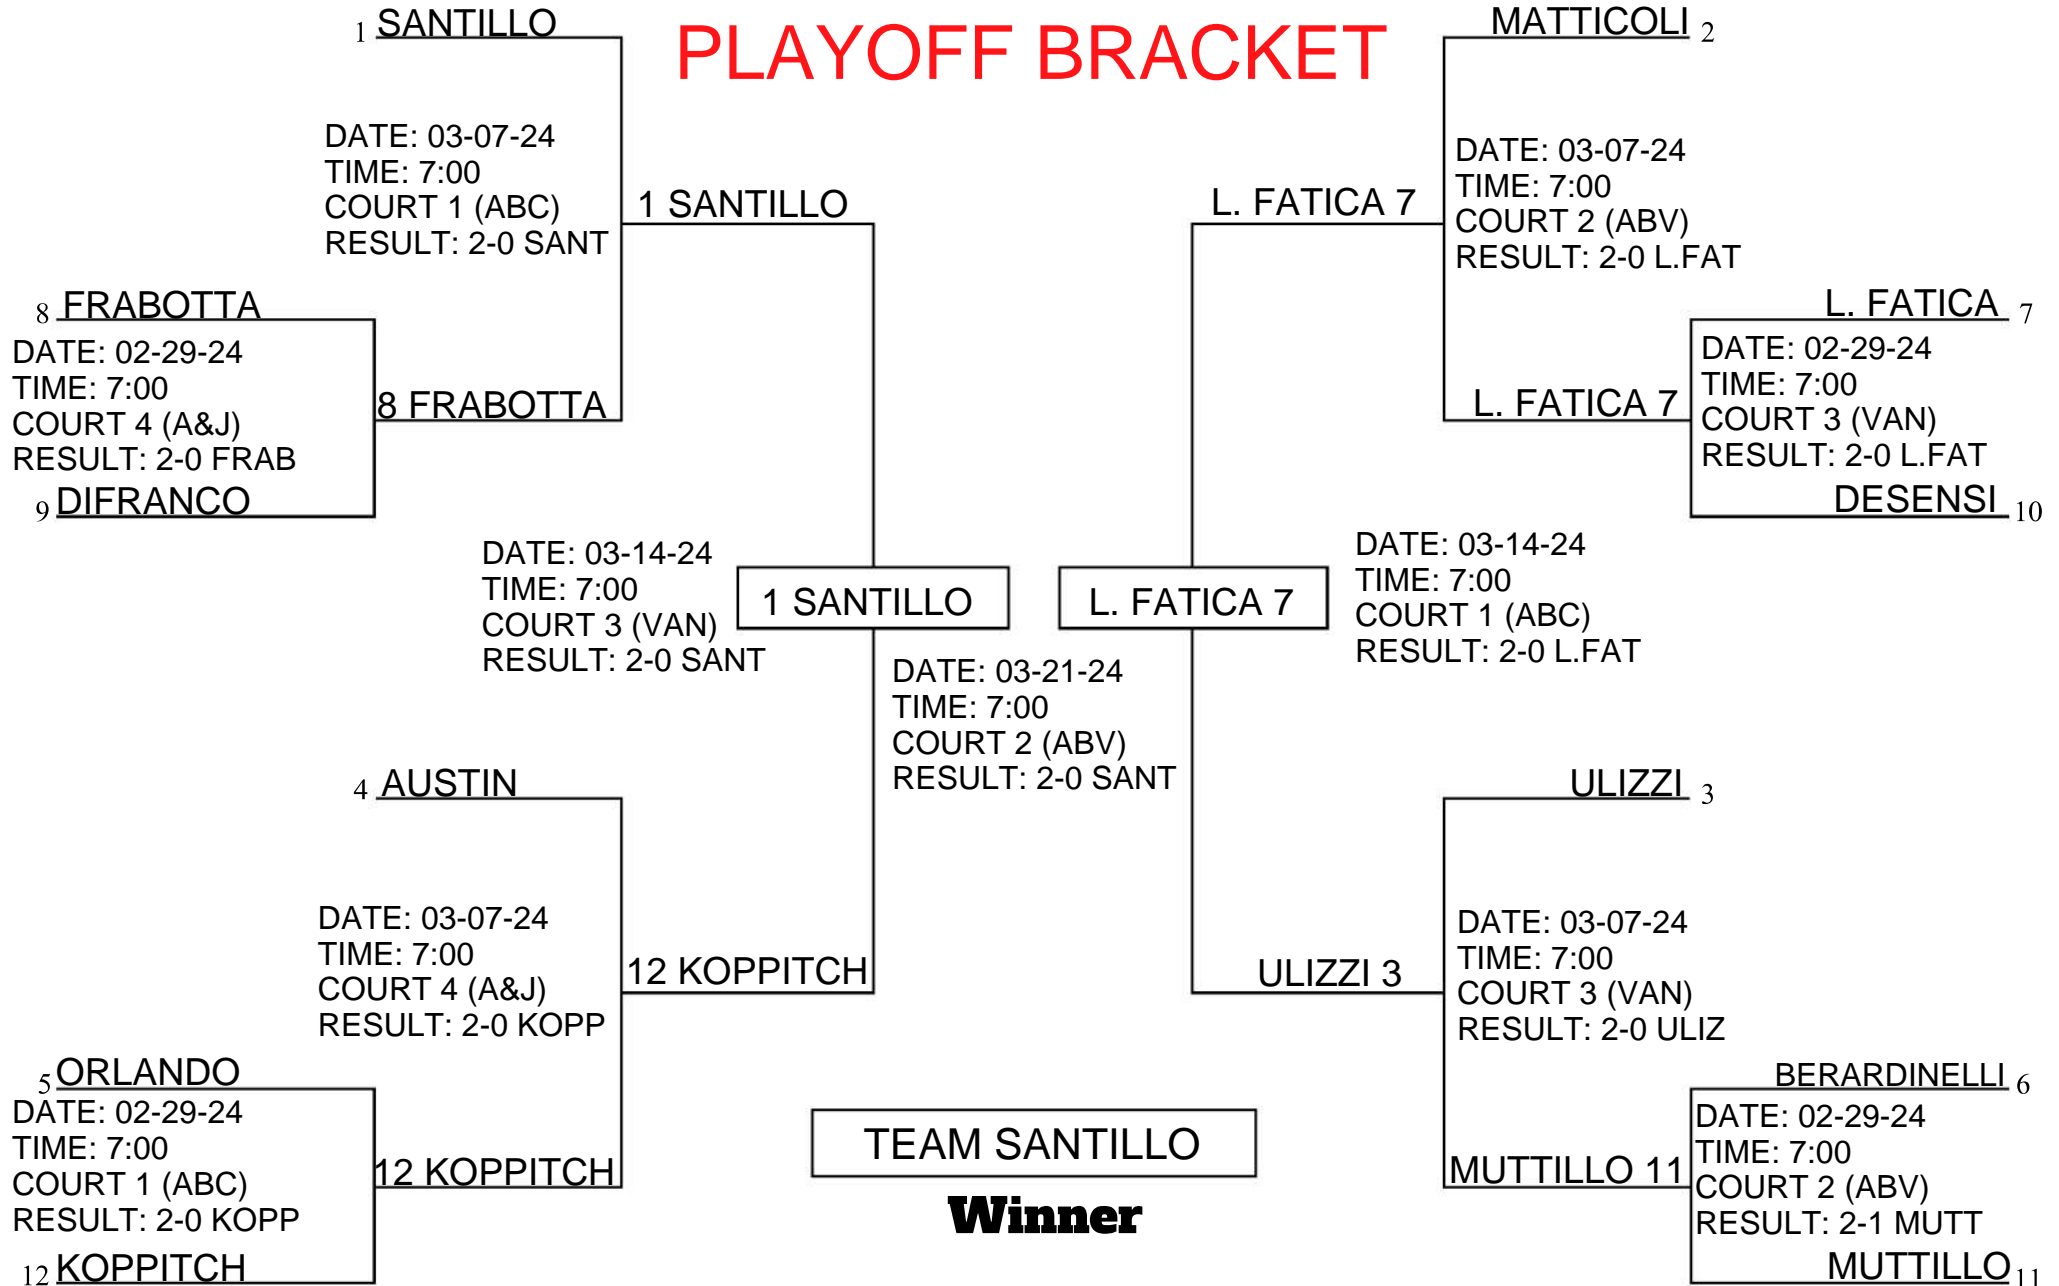 PLAYOFF BRACKET
1 SANTILLO
DATE: 03-07-24
TIME: 7:00
COURT 1 (ABC)
RESULT: 2-0 SANT
1 SANTILLO
8 FRABOTTA
DATE: 02-29-24
TIME: 7:00
COURT 4 (A&J)
RESULT: 2-0 FRAB
9 DIFRANCO
8 FRABOTTA
DATE: 03-14-24
TIME: 7:00
COURT 3 (VAN)
RESULT: 2-0 SANT
1 SANTILLO
4 AUSTIN
DATE: 03-07-24
TIME: 7:00
COURT 4 (A&J)
RESULT: 2-0 KOPP
12 KOPPITCH
5 ORLANDO
DATE: 02-29-24
TIME: 7:00
COURT 1 (ABC)
RESULT: 2-0 KOPP
12 KOPPITCH
12 KOPPITCH
MATTICOLI 2
DATE: 03-07-24
TIME: 7:00
COURT 2 (ABV)
RESULT: 2-0 L.FAT
L. FATICA 7
L. FATICA 7
DATE: 02-29-24
TIME: 7:00
COURT 3 (VAN)
RESULT: 2-0 L.FAT
DESENSI 10
L. FATICA 7
DATE: 03-14-24
TIME: 7:00
COURT 1 (ABC)
RESULT: 2-0 L.FAT
L. FATICA 7
DATE: 03-21-24
TIME: 7:00
COURT 2 (ABV)
RESULT: 2-0 SANT
ULIZZI 3
DATE: 03-07-24
TIME: 7:00
COURT 3 (VAN)
RESULT: 2-0 ULIZ
ULIZZI 3
BERARDINELLI 6
DATE: 02-29-24
TIME: 7:00
COURT 2 (ABV)
RESULT: 2-1 MUTT
MUTTILLO 11
MUTTILLO 11
TEAM SANTILLO
Winner